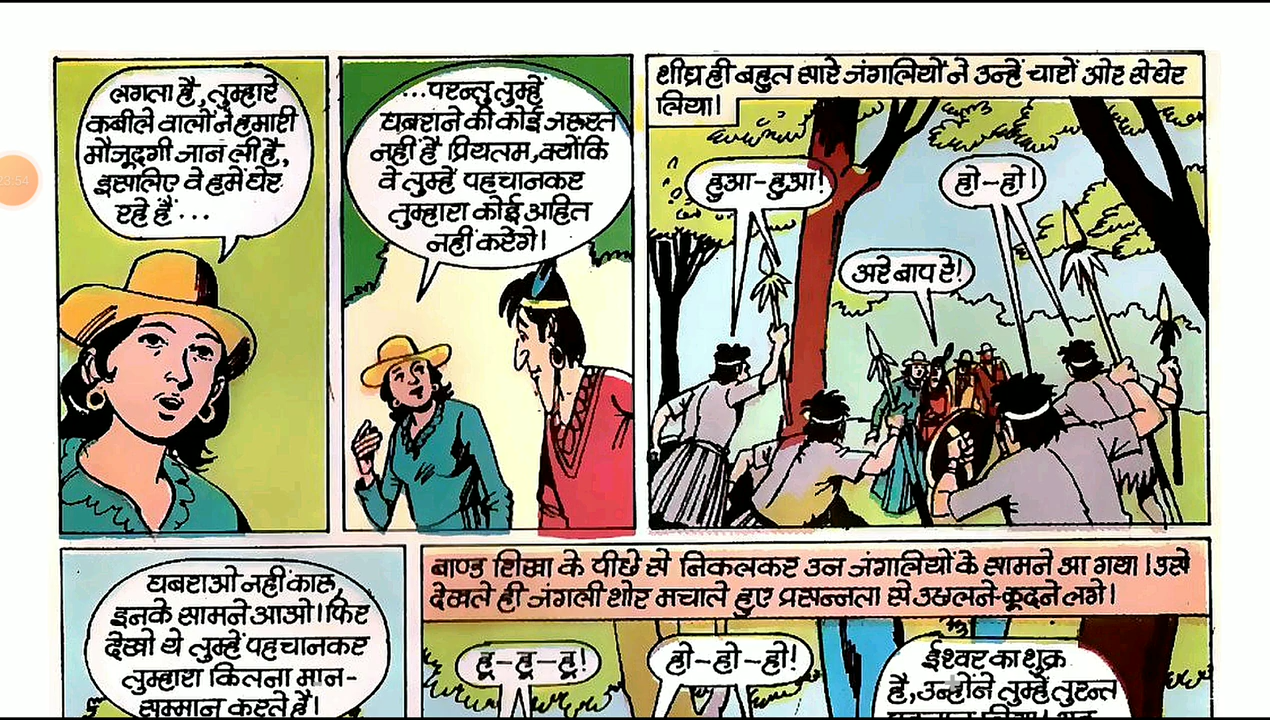 लगता है, तुम्हारे
कबीले वालों ने हमारी
मौजूदगी जान ली है,
इसलिए वे हमें घेर
रहे हैं...
...परन्तु तुम्हें
घबराने की कोई जरूरत
नहीं है प्रियतम, क्योंकि
वे तुम्हें पहचानकर
तुम्हारा कोई अहित
नहीं करेंगे।
शीघ्र ही बहुत सारे जंगलियों ने उन्हें चारों ओर से घेर
लिया।
हुआ-हुआ!
हो-हो!
अरे बाप रे!
घबराओ नहीं कारू,
इनके सामने आओ। फिर
देखो ये तुम्हें पहचानकर
तुम्हारा कितना मान-
सम्मान करते हैं।
बाण्ड शिखा के पीछे से निकलकर उन जंगलियों के सामने आ गया। उसे
देखते ही जंगली शोर मचाते हुए प्रसन्नता से उछलने-कूदने लगे।
हू-हू-हू!
हो-हो-हो!
ईश्वर का शुक्र
है, उन्होंने तुम्हें तुरन्त
23:54